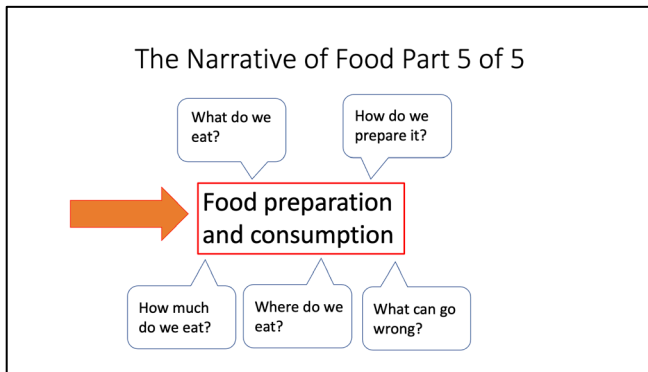 The Narrative of Food Part 5 of 5
What do we
eat?
How do we
prepare it?
Food preparation
and consumption
How much
do we eat?
Where do we
eat?
What can go
wrong?